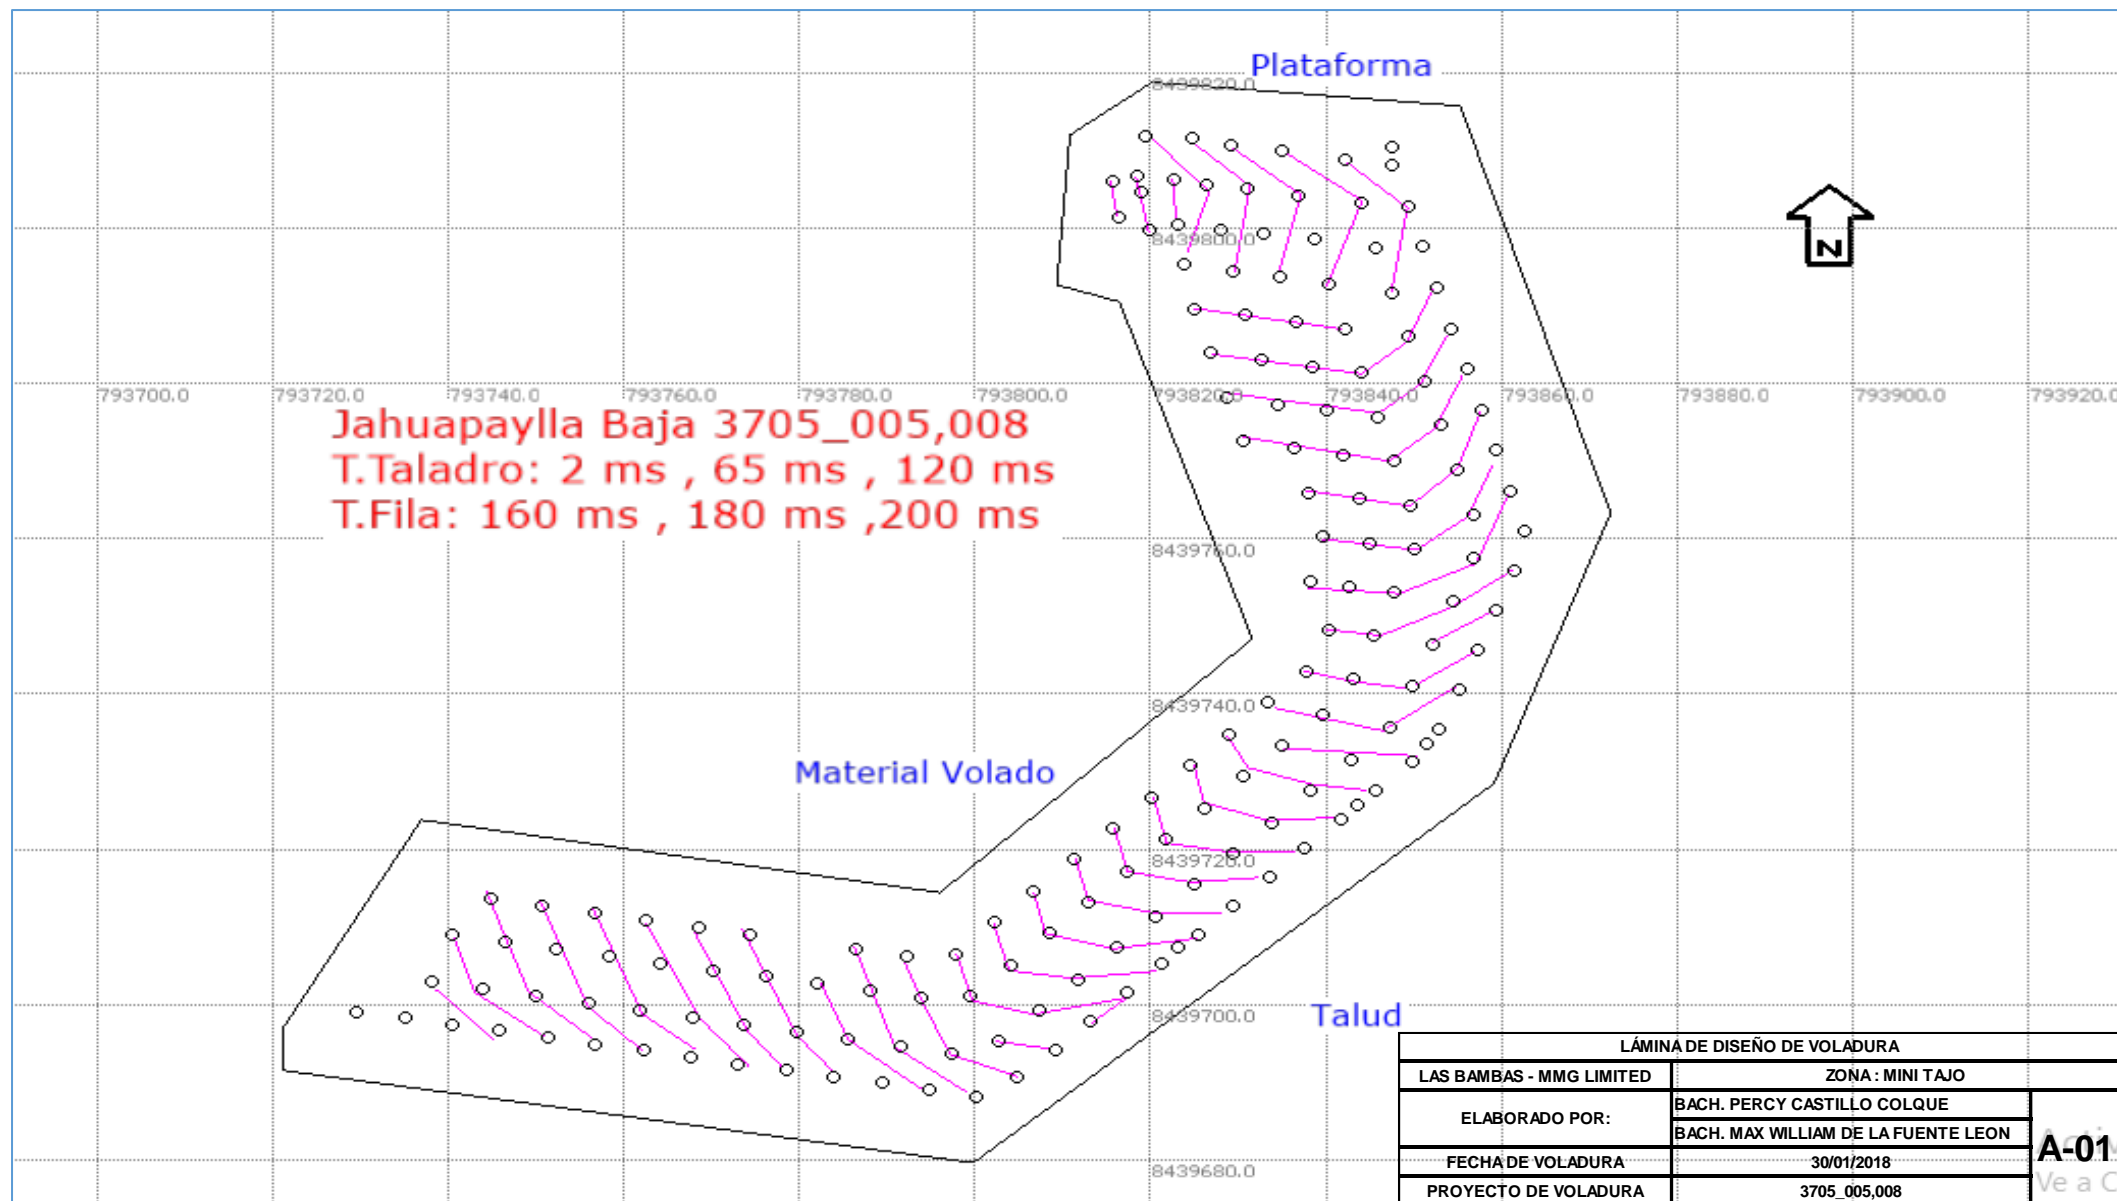 Plataforma
8439820.0
N
8439800.0
793700.0 793720.0 793740.0 793760.0 793780.0 793800.0 793820.0 793840.0 793860.0 793880.0 793900.0 793920.0
Jahuapaylla Baja 3705_005,008
T.Taladro: 2 ms , 65 ms , 120 ms
T.Fila: 160 ms , 180 ms ,200 ms
8439760.0
8439740.0
Material Volado
8439720.0
8439700.0
Talud
8439680.0
LÁMINA DE DISEÑO DE VOLADURA
LAS BAMBAS - MMG LIMITED ZONA : MINI TAJO
ELABORADO POR:
BACH. PERCY CASTILLO COLQUE
BACH. MAX WILLIAM DE LA FUENTE LEON
A-01
FECHA DE VOLADURA 30/01/2018
PROYECTO DE VOLADURA 3705_005,008
Ve a C